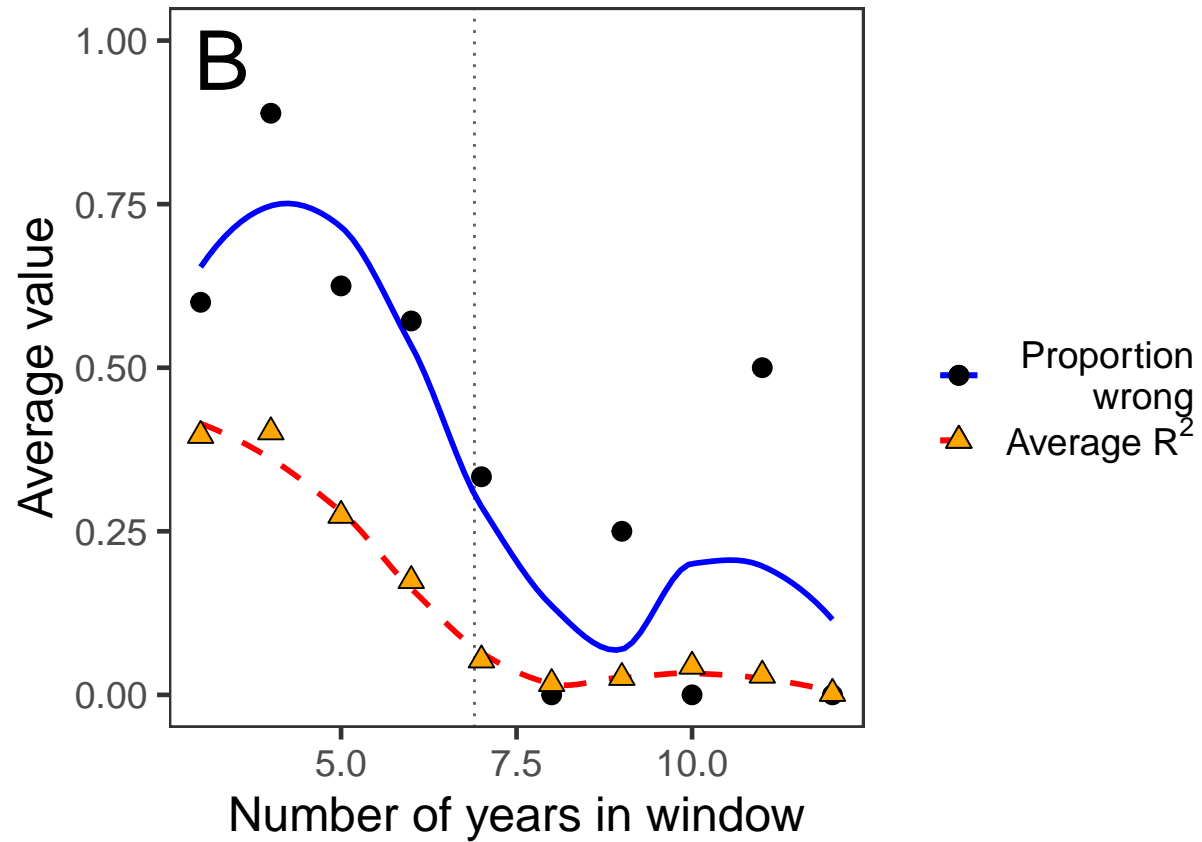 B
1.00
0.75
0.50
0.25
0.00
Average value
5.0 7.5 10.0
Number of years in window
Proportion
wrong
Average R²